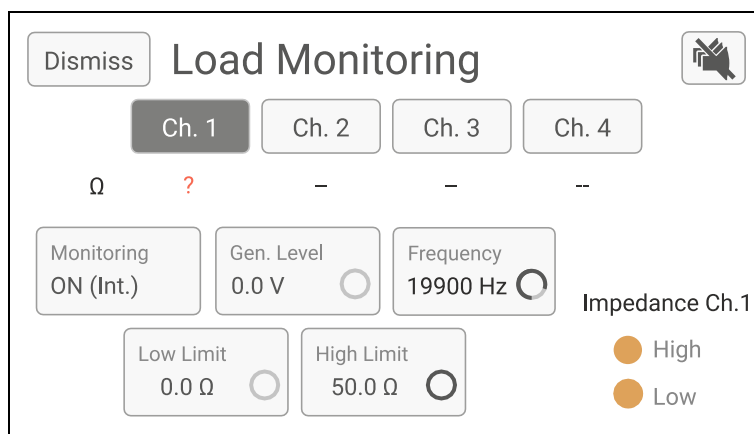 Dismiss Load Monitoring
Ch. 1 Ch. 2 Ch. 3 Ch. 4
Ω ? – – --
Monitoring Gen. Level Frequency
ON (Int.) 0.0 V 19900 Hz
Impedance Ch.1
Low Limit High Limit High
0.0 Ω 50.0 Ω Low